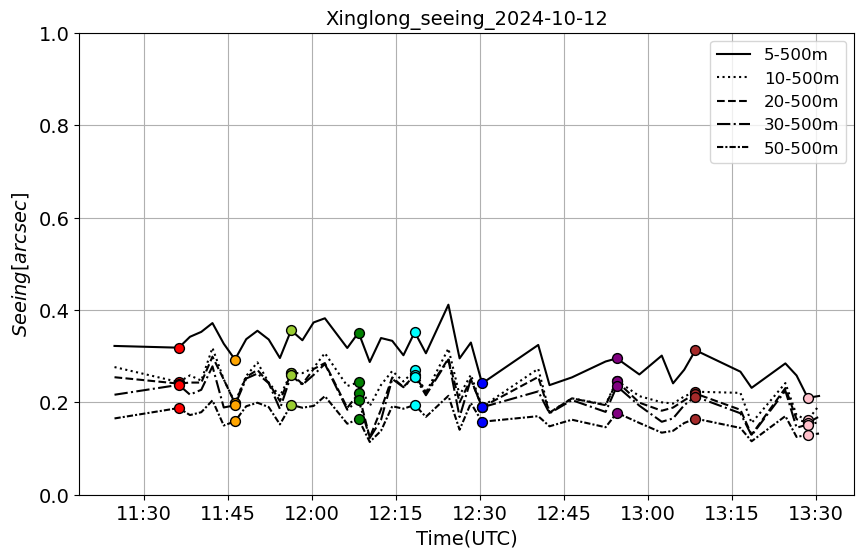 Xinglong_seeing_2024-10-12
1.0
0.8
0.6
0.4
0.2
0.0
Seeing[arcsec]
5-500m
10-500m
20-500m
30-500m
50-500m
11:30 11:45 12:00 12:15 12:30 12:45 13:00 13:15 13:30
Time(UTC)